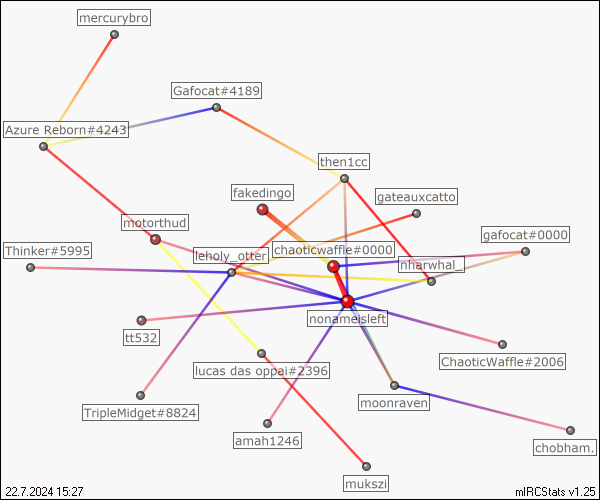 mercurybro
Gafocat#4189
Azure Reborn#4243
then1cc
fakedingo
gateauxcatto
motorthud
gafocat#0000
Thinker#5995
leholy_otter
chaoticwaffle#0000
nharwhal_
nonameisleft
tt532
ChaoticWaffle#2006
lucas das oppai#2396
moonraven
TripleMidget#8824
amah1246
chobham.
mukszi
22.7.2024 15:27
mIRCStats v1.25